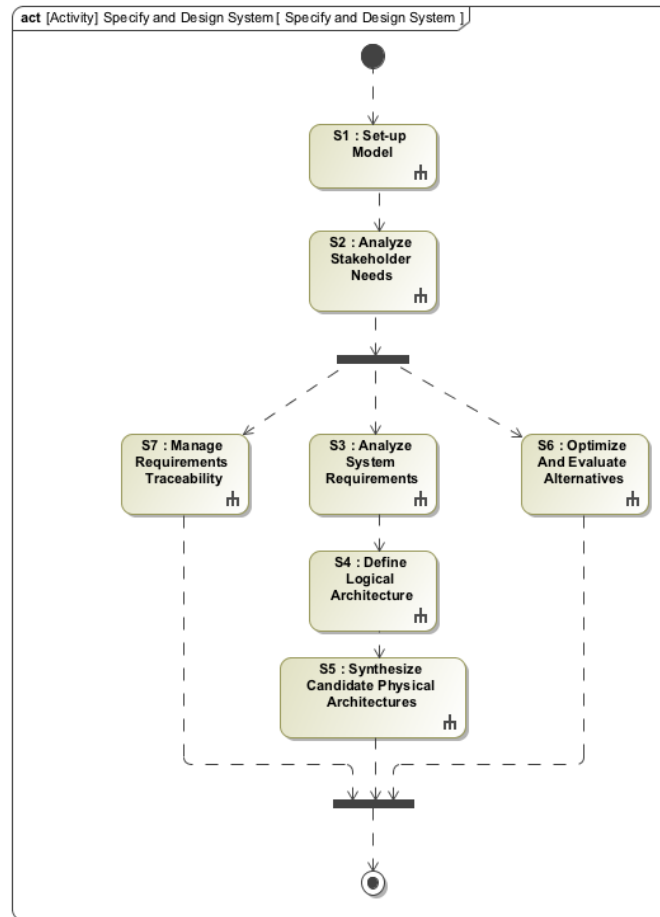 act [Activity] Specify and Design System [ Specify and Design System ]
S1 : Set-up
Model
S2 : Analyze
Stakeholder
Needs
S7 : Manage
Requirements
Traceability
S3 : Analyze
System
Requirements
S6 : Optimize
And Evaluate
Alternatives
S4 : Define
Logical
Architecture
S5 : Synthesize
Candidate Physical
Architectures